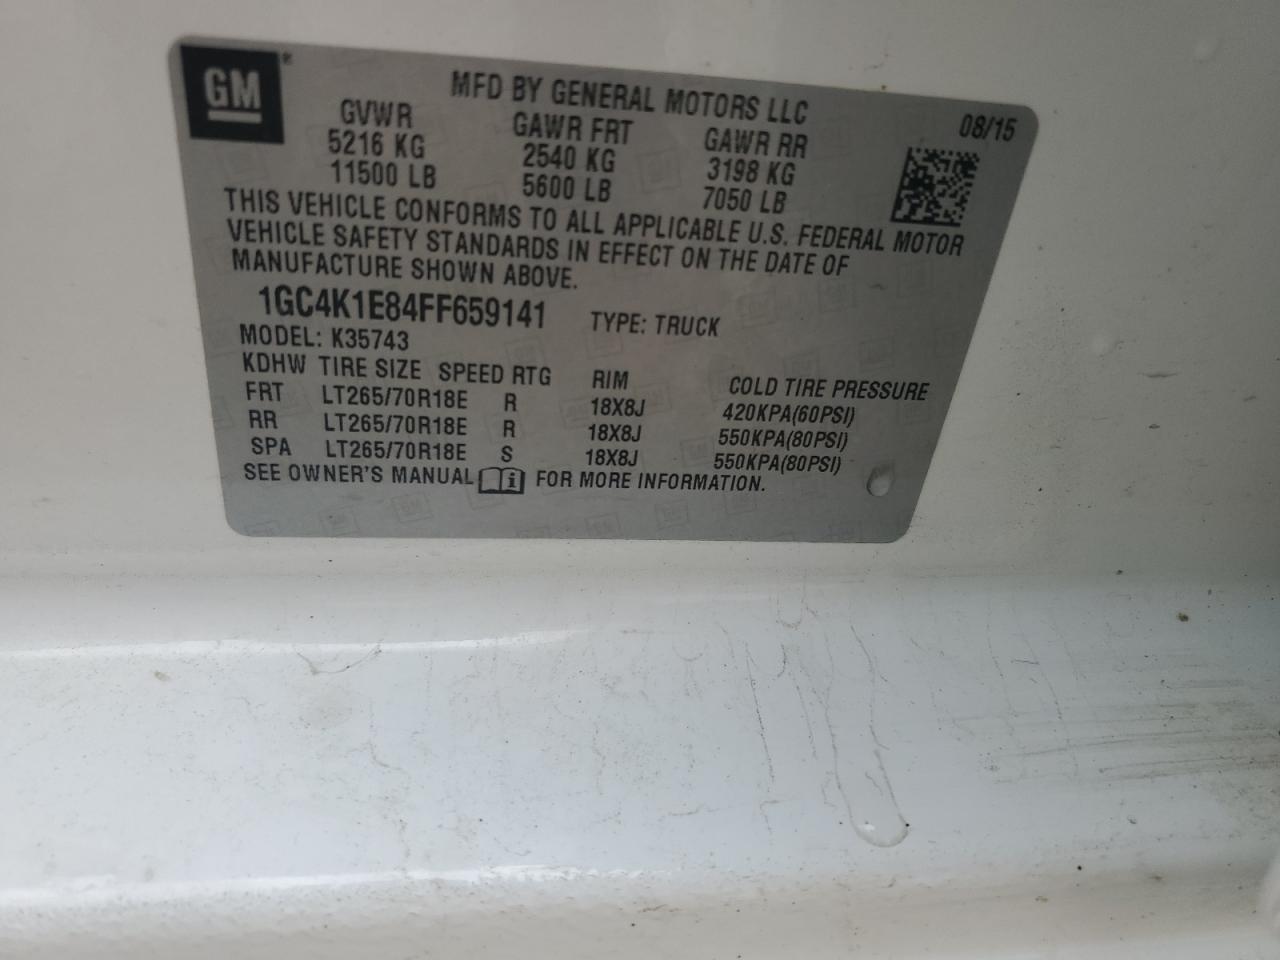 GM®
MFD BY GENERAL MOTORS LLC
08/15
GVWR GAWR FRT GAWR RR
5216 KG 2540 KG 3198 KG
11500 LB 5600 LB 7050 LB
THIS VEHICLE CONFORMS TO ALL APPLICABLE U.S. FEDERAL MOTOR
VEHICLE SAFETY STANDARDS IN EFFECT ON THE DATE OF
MANUFACTURE SHOWN ABOVE.
1GC4K1E84FF659141 TYPE: TRUCK
MODEL: K35743
KDHW TIRE SIZE SPEED RTG RIM COLD TIRE PRESSURE
FRT LT265/70R18E R 18X8J 420KPA(60PSI)
RR LT265/70R18E R 18X8J 550KPA(80PSI)
SPA LT265/70R18E S 18X8J 550KPA(80PSI)
SEE OWNER'S MANUAL i FOR MORE INFORMATION.